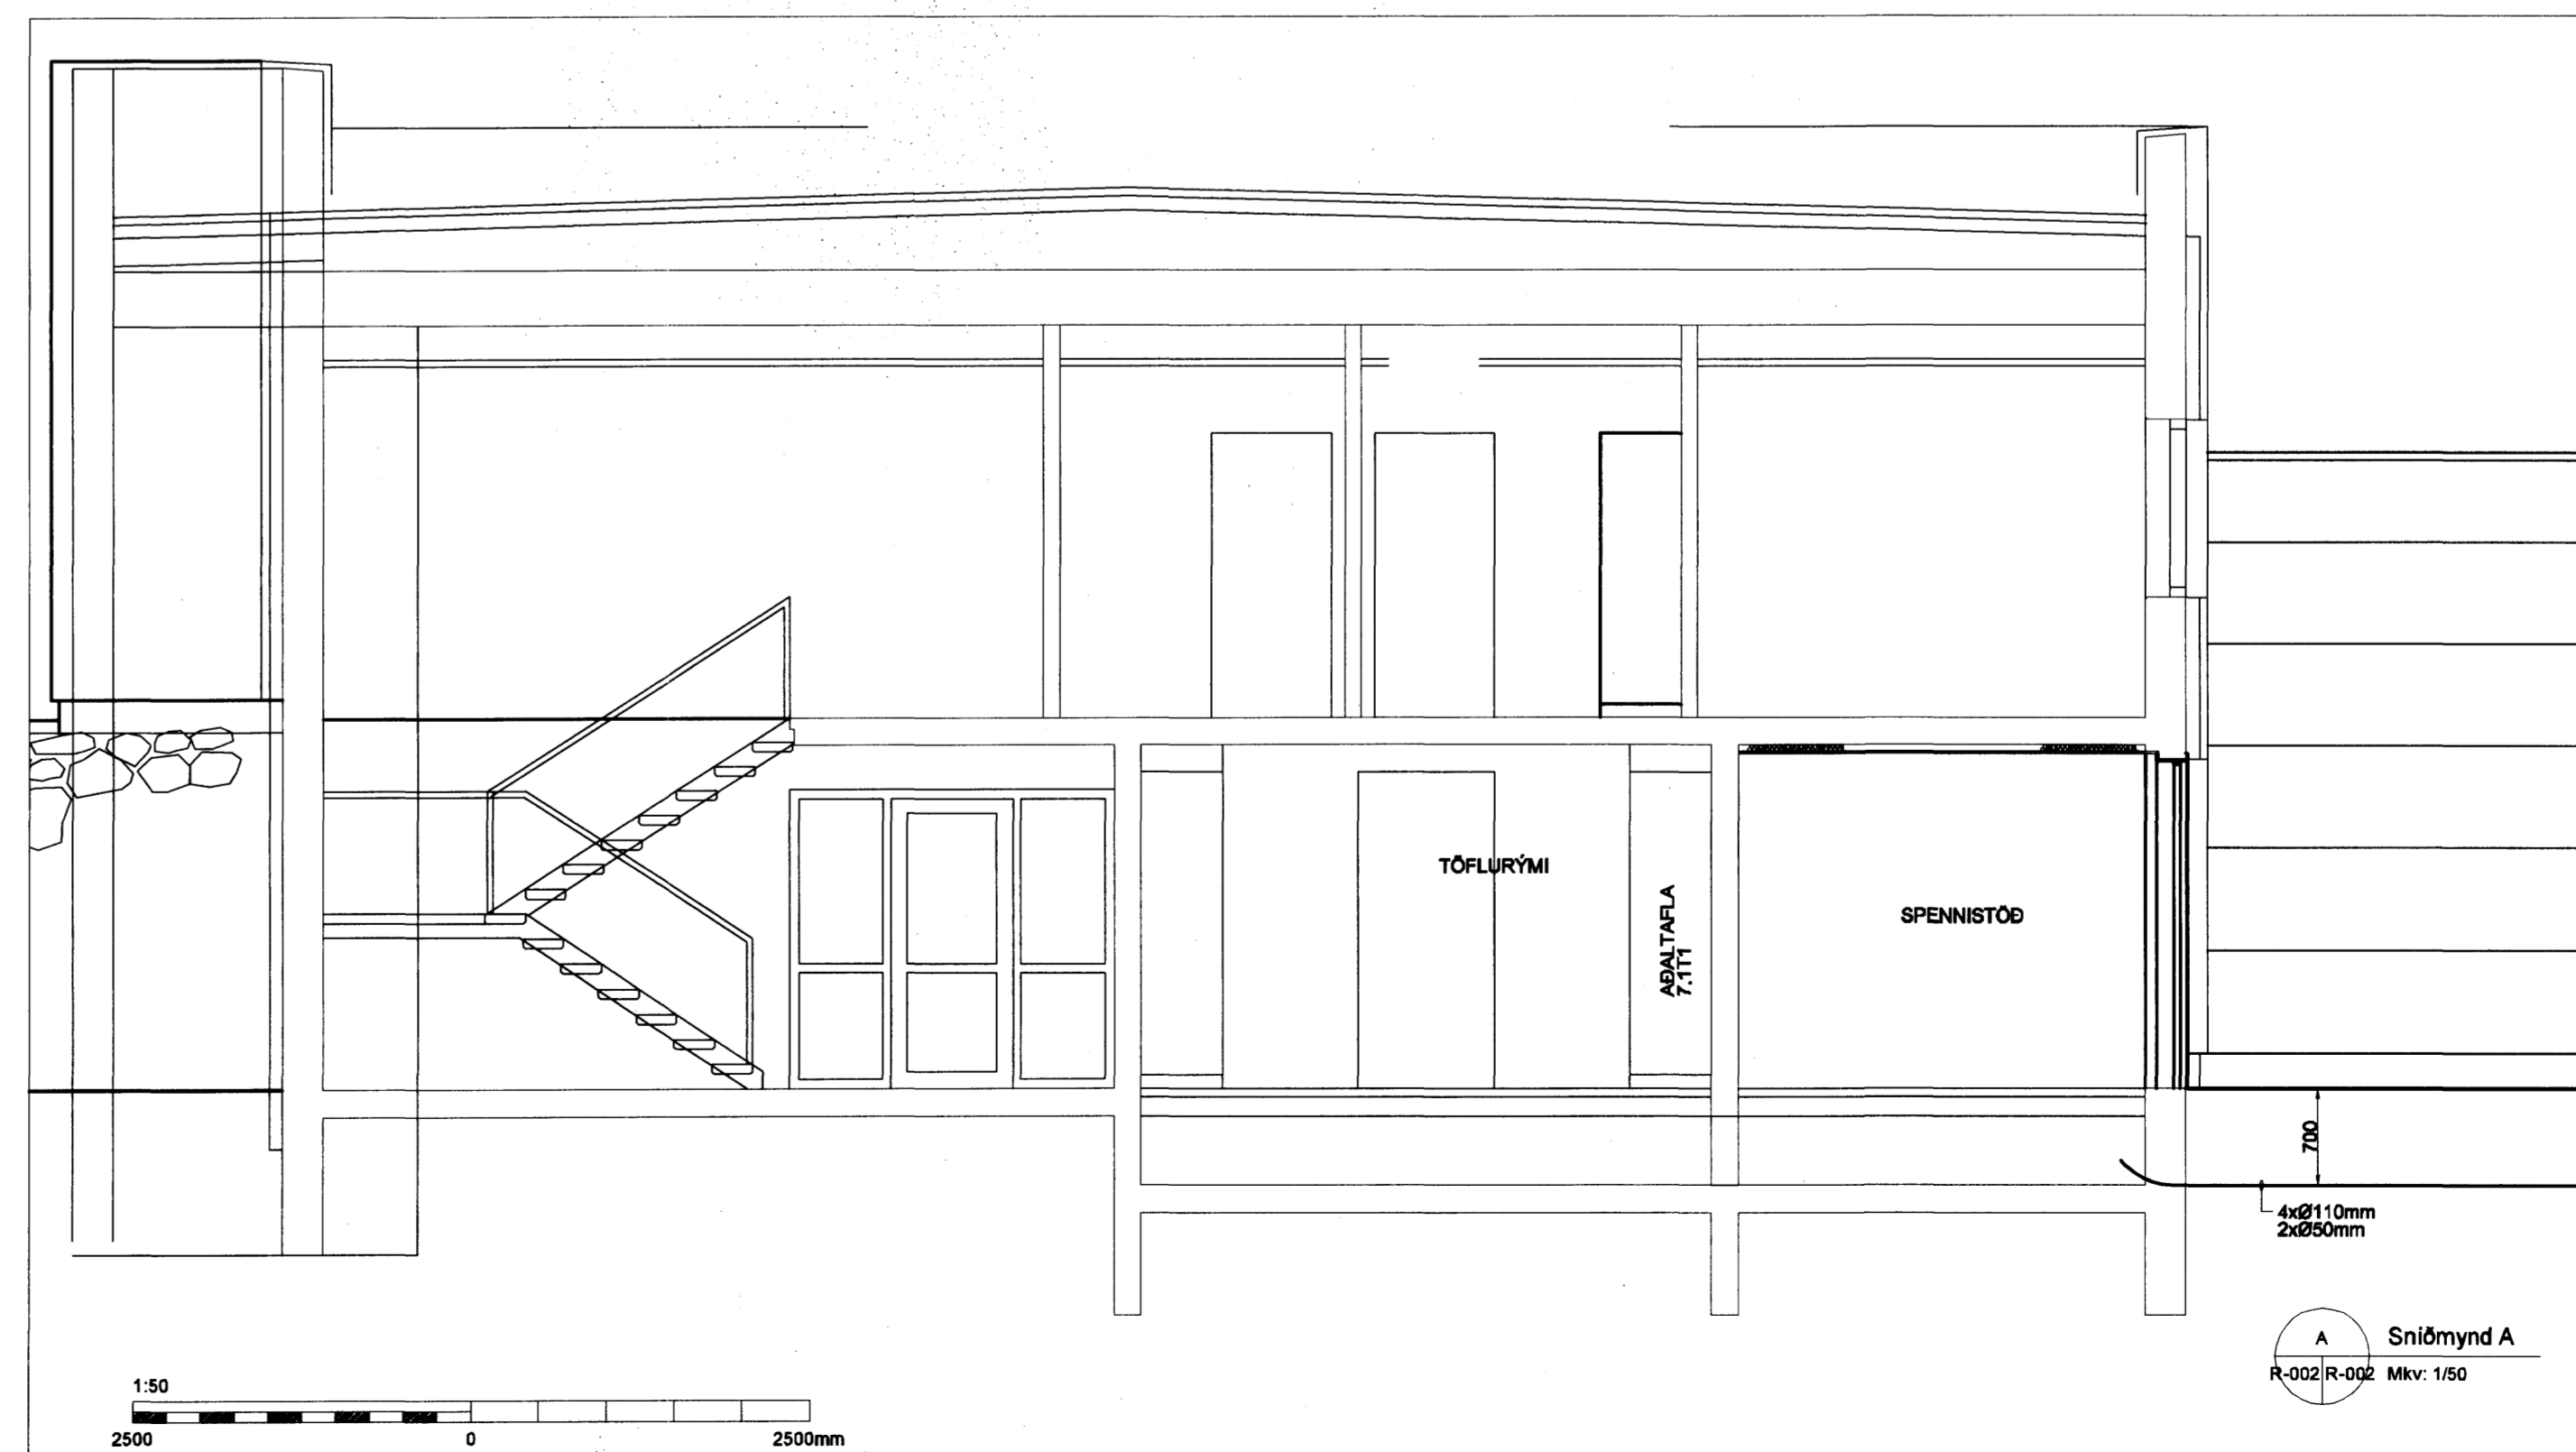 TÖFLURÝMI
AÐALTAFLA
7.1T1
SPENNISTÖÐ
700
4xØ110mm
2xØ50mm
A
Sniðmynd A
R-002 R-002 Mkv: 1/50
1:50
2500 0 2500mm